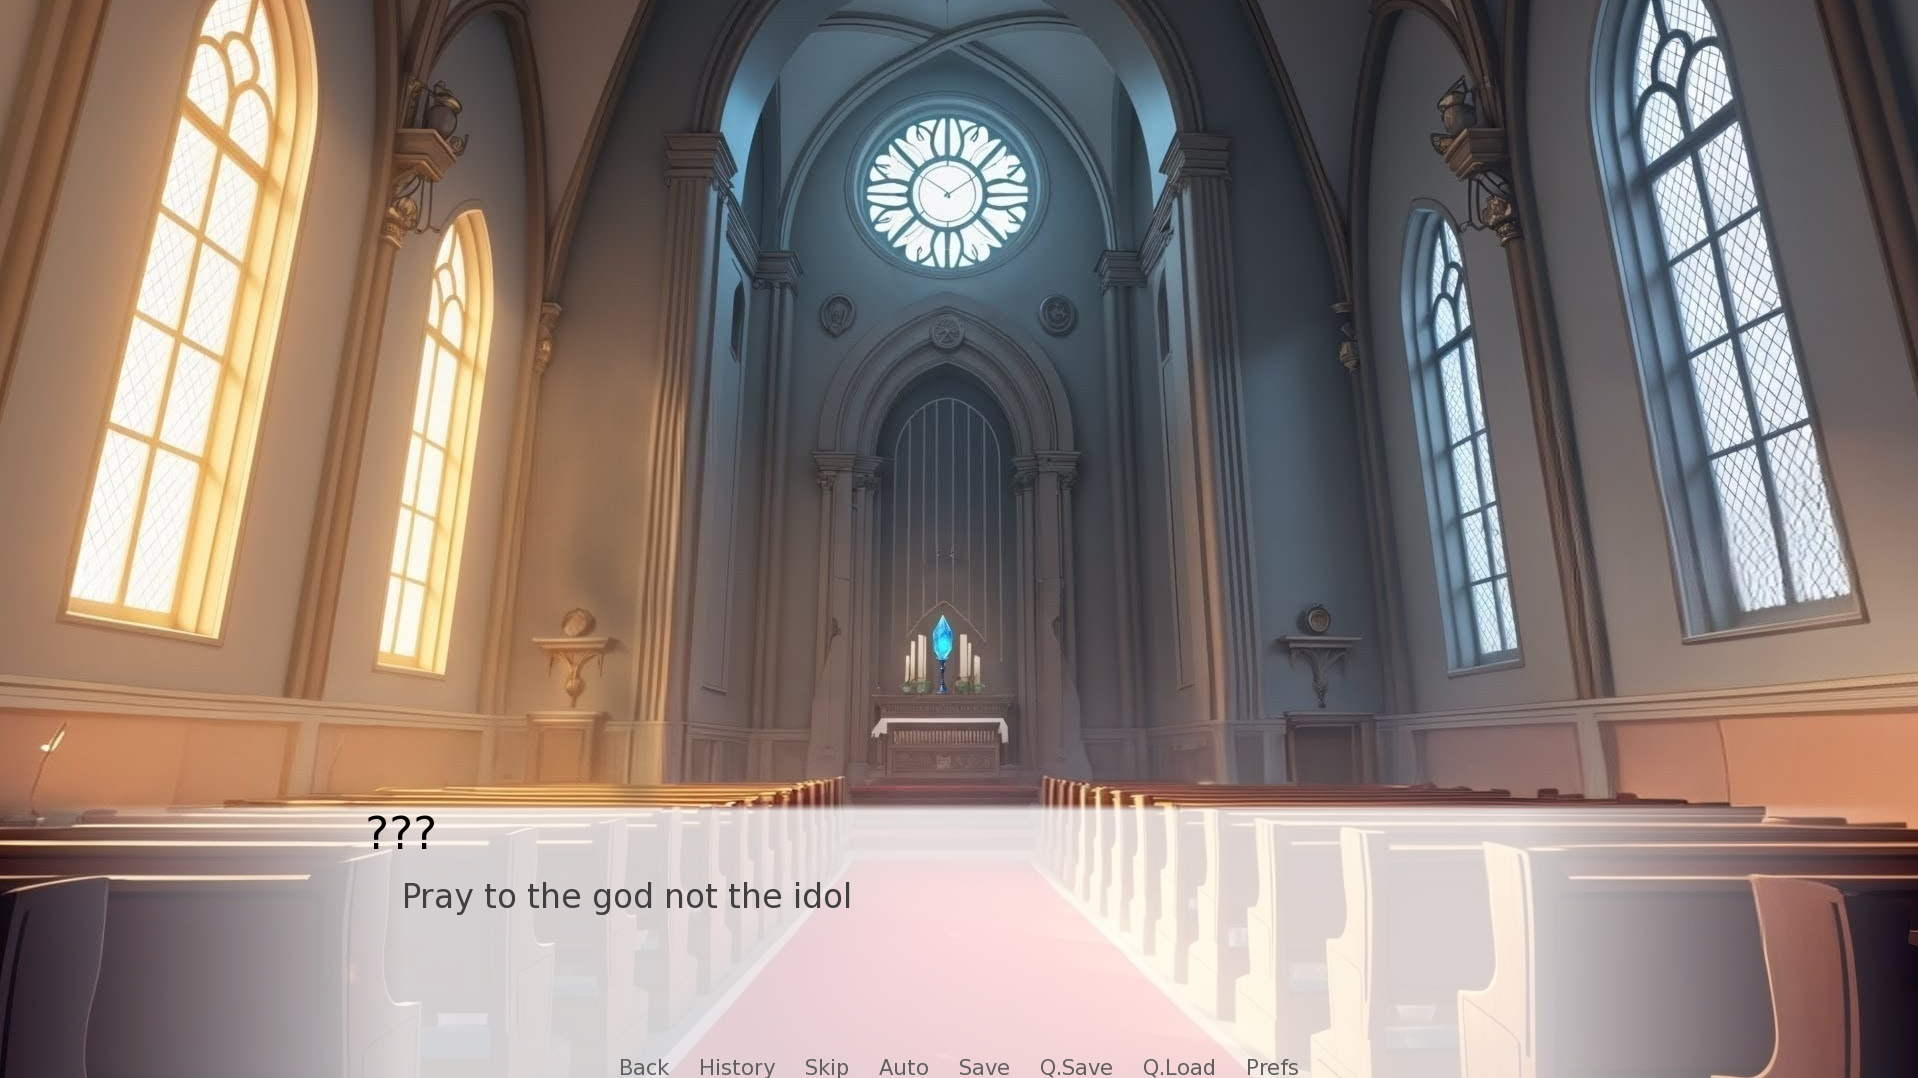 ???
Pray to the god not the idol
Back History Skip Auto Save Q.Save Q.Load Prefs